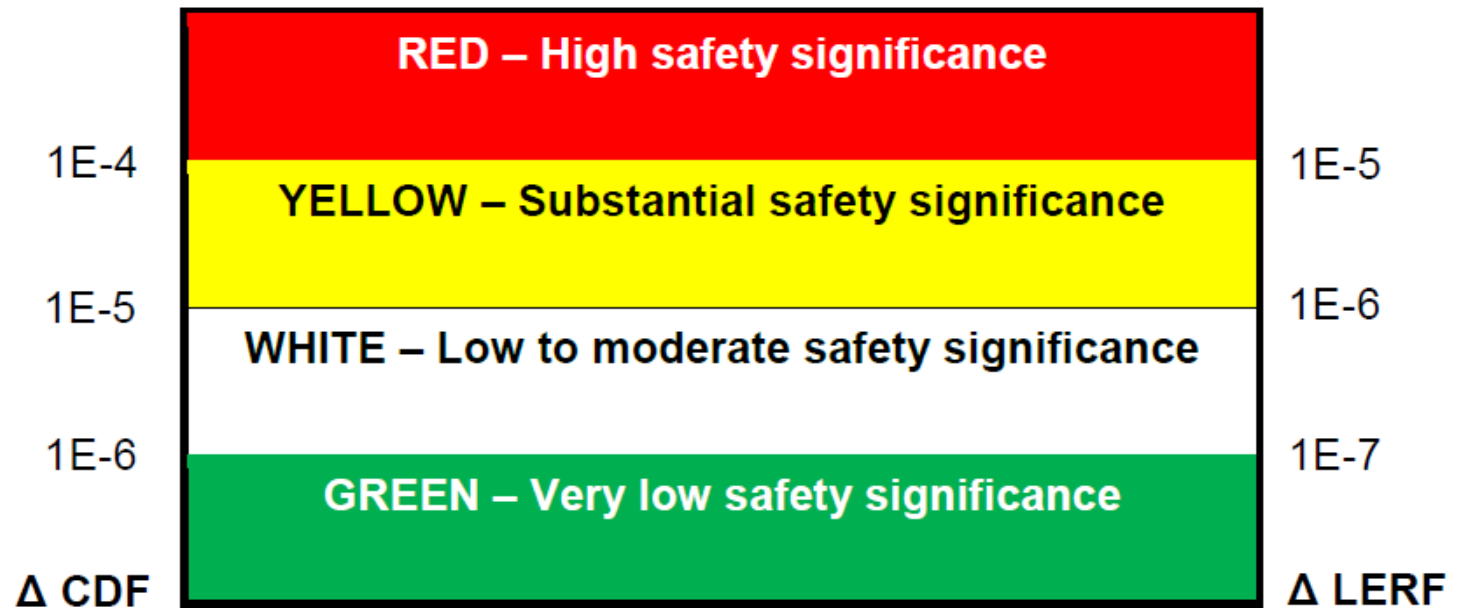 RED – High safety significance
1E-4
1E-5
YELLOW – Substantial safety significance
1E-5
1E-6
WHITE – Low to moderate safety significance
1E-6
1E-7
GREEN – Very low safety significance
Δ CDF
Δ LERF